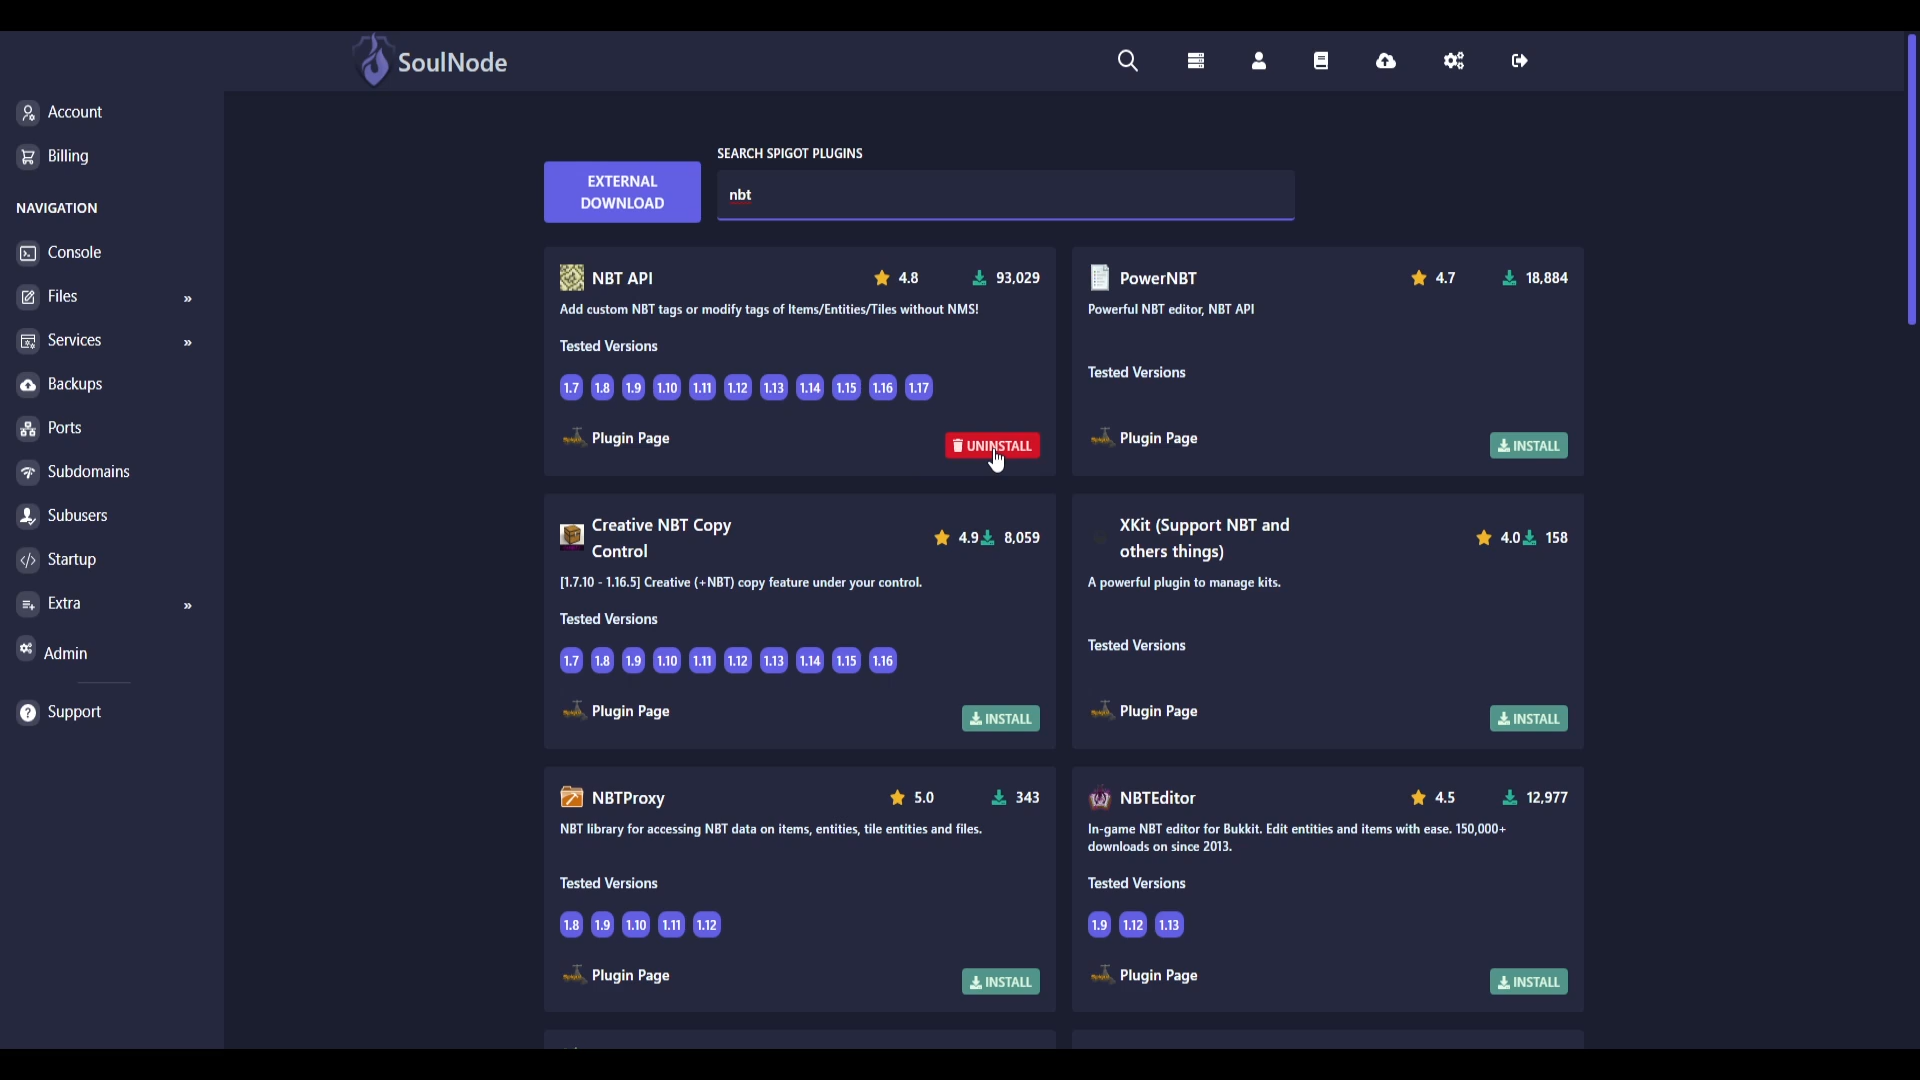 SoulNode
Account
Billing
NAVIGATION
Console
Files »
Services »
Backups
Ports
Subdomains
Subusers
Startup
Extra »
Admin
Support
EXTERNAL
DOWNLOAD
SEARCH SPIGOT PLUGINS
nbt
NBT API 4.8 93,029
Add custom NBT tags or modify tags of Items/Entities/Tiles without NMS!
Tested Versions
1.7 1.8 1.9 1.10 1.11 1.12 1.13 1.14 1.15 1.16 1.17
Plugin Page
UNINSTALL
PowerNBT 4.7 18,884
Powerful NBT editor, NBT API
Tested Versions
Plugin Page
INSTALL
Creative NBT Copy
Control
4.9 8,059
[1.7.10 - 1.16.5] Creative (+NBT) copy feature under your control.
Tested Versions
1.7 1.8 1.9 1.10 1.11 1.12 1.13 1.14 1.15 1.16
Plugin Page
INSTALL
XKit (Support NBT and
others things)
4.0 158
A powerful plugin to manage kits.
Tested Versions
Plugin Page
INSTALL
NBTProxy 5.0 343
NBT library for accessing NBT data on items, entities, tile entities and files.
Tested Versions
1.8 1.9 1.10 1.11 1.12
Plugin Page
INSTALL
NBTEditor 4.5 12,977
In-game NBT editor for Bukkit. Edit entities and items with ease. 150,000+
downloads on since 2013.
Tested Versions
1.9 1.12 1.13
Plugin Page
INSTALL